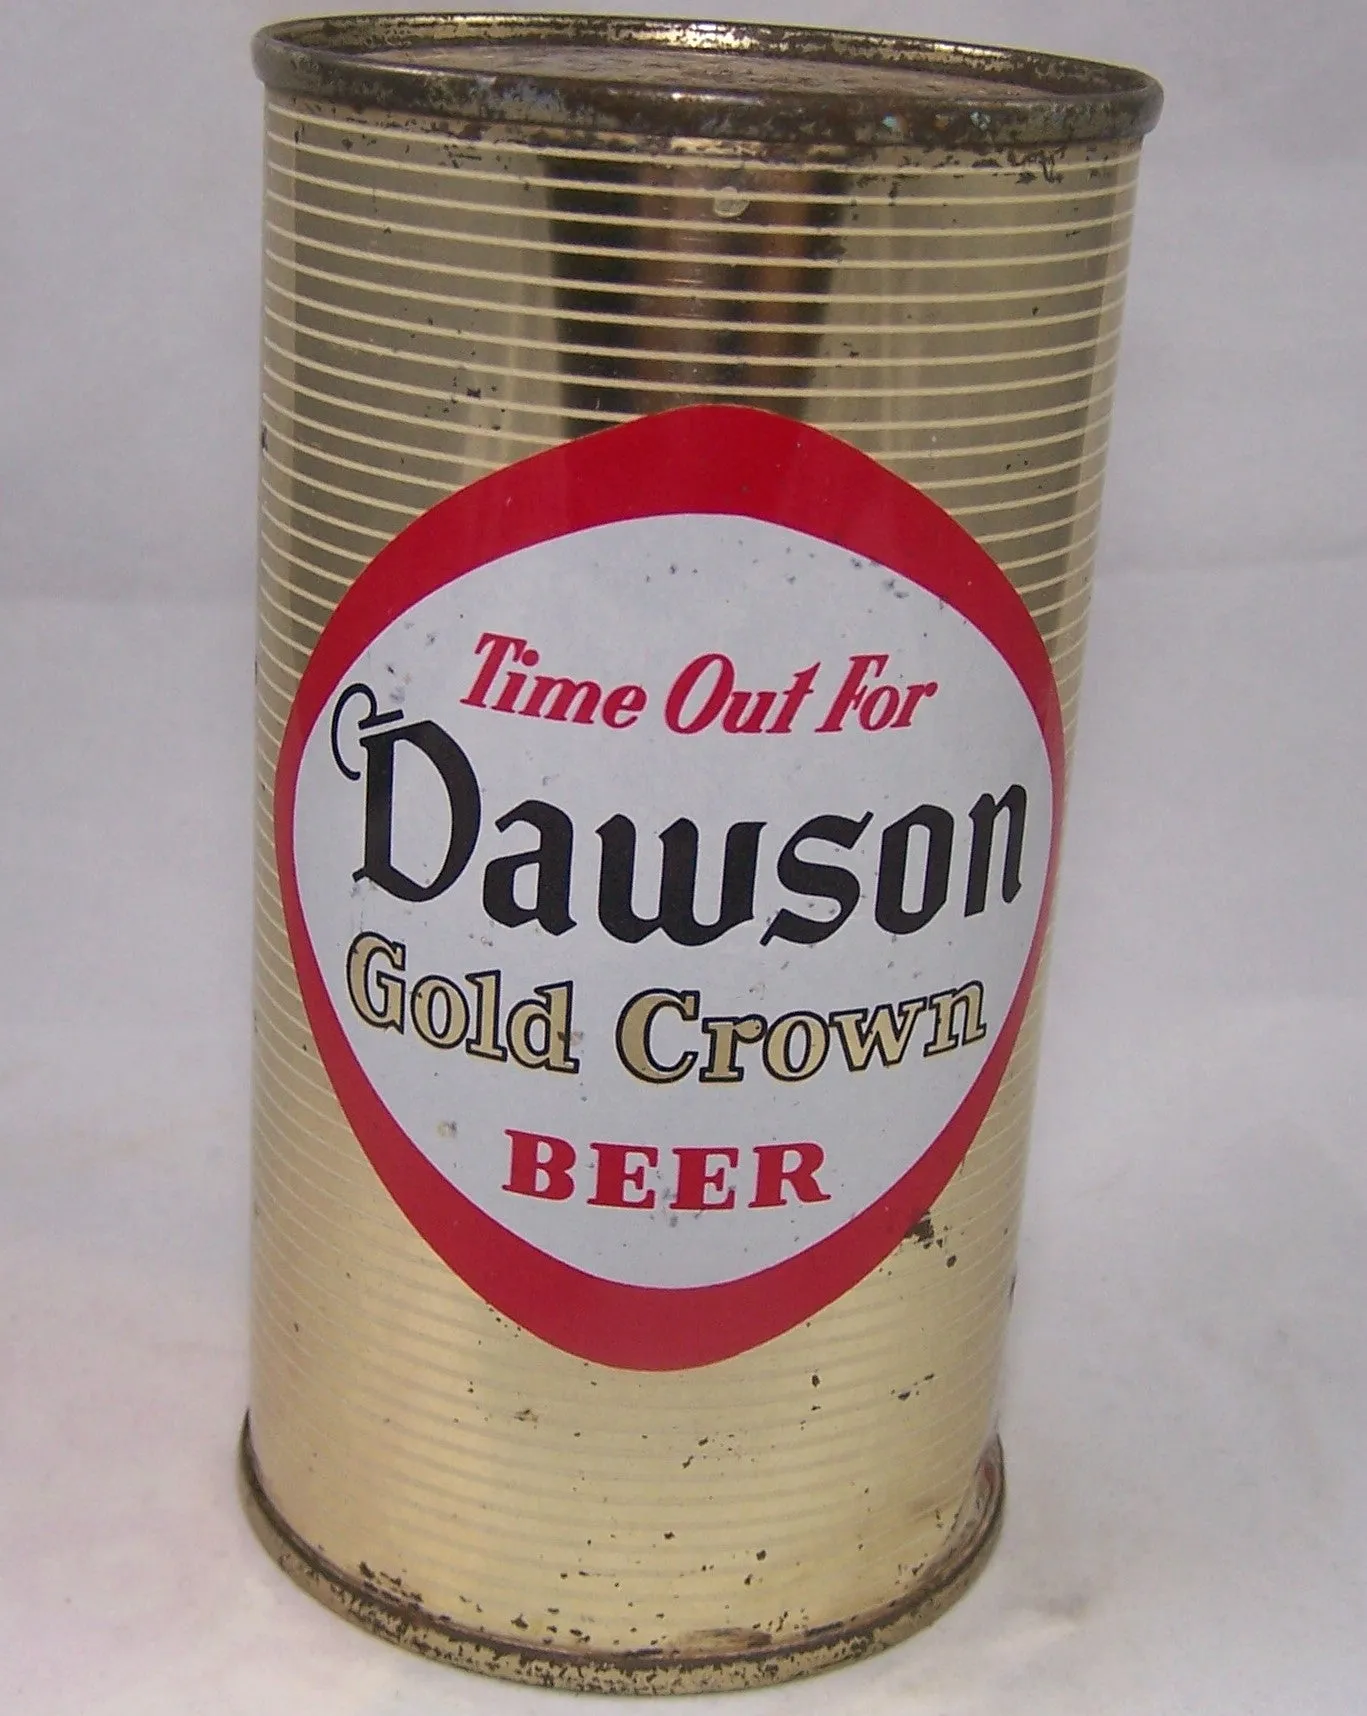 Time Out For
Dawson
Gold Crown
BEER